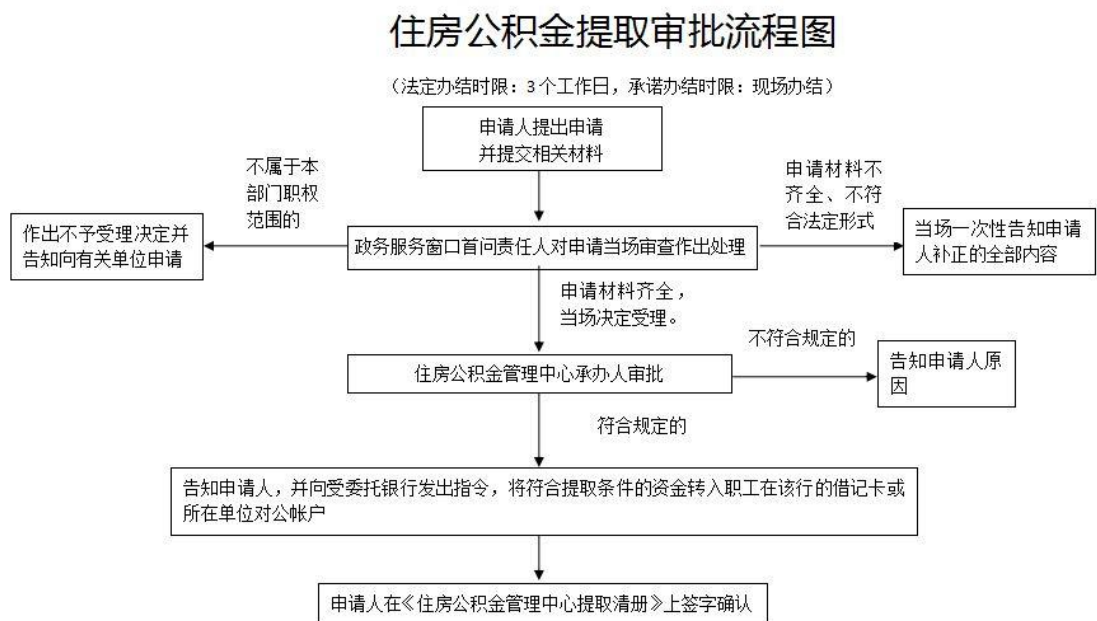 住房公积金提取审批流程图
（法定办结时限：3个工作日，承诺办结时限：现场办结）
申请人提出申请
并提交相关材料
不属于本
部门职权
范围的
申请材料不
齐全、不符
合法定形式
作出不予受理决定并
告知向有关单位申请
政务服务窗口首问责任人对申请当场审查作出处理
当场一次性告知申请
人补正的全部内容
申请材料齐全，
当场决定受理。
不符合规定的
住房公积金管理中心承办人审批
告知申请人原
因
符合规定的
告知申请人，并向受委托银行发出指令，将符合提取条件的资金转入职工在该行的借记卡或
所在单位对公帐户
申请人在《住房公积金管理中心提取清册》上签字确认